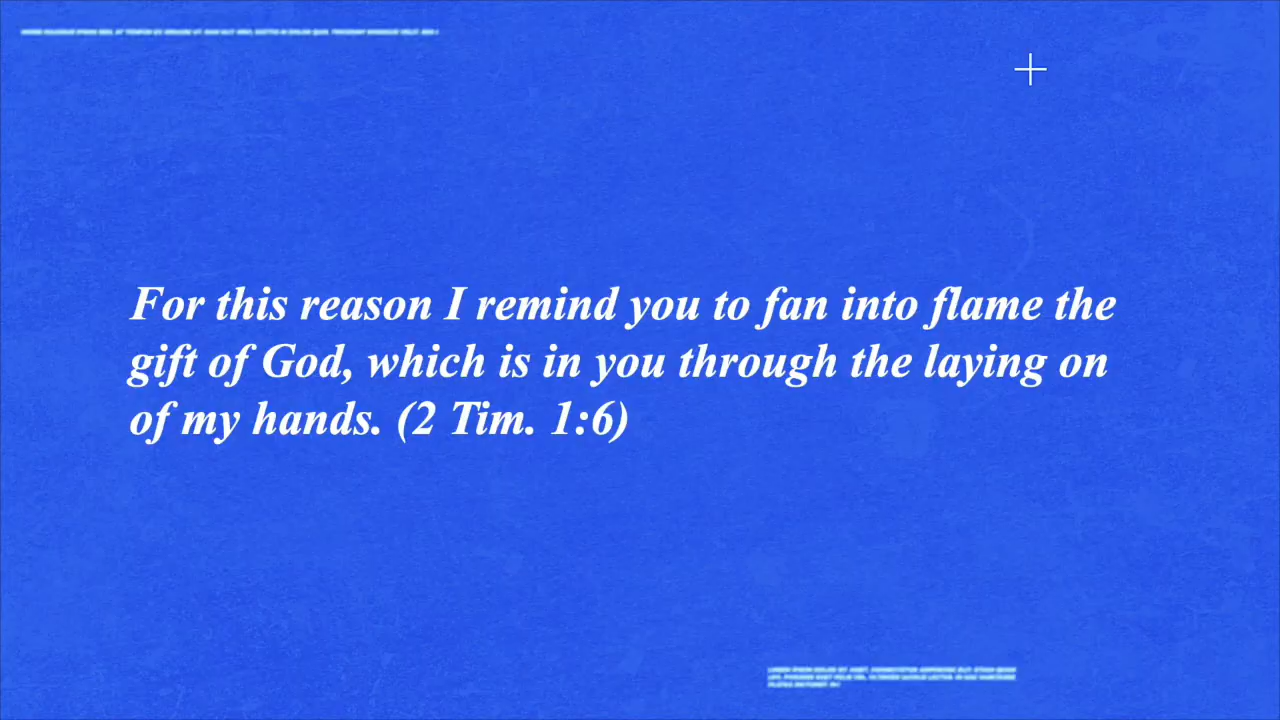 For this reason I remind you to fan into flame the
gift of God, which is in you through the laying on
of my hands. (2 Tim. 1:6)